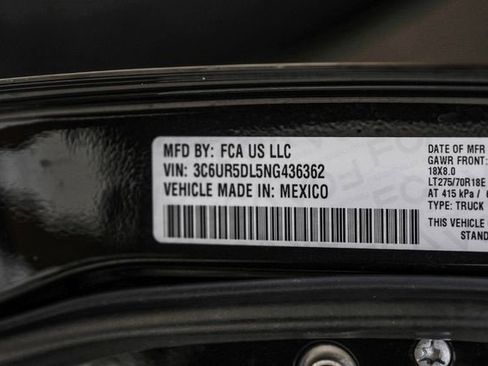 MFD BY: FCA US LLC
VIN: 3C6UR5DL5NG436362
VEHICLE MADE IN: MEXICO
DATE OF MFR
GAWR FRONT:
18X8.0
LT275/70R18E
AT 415 kPa /
TYPE: TRUCK
THIS VEHICLE
STAND